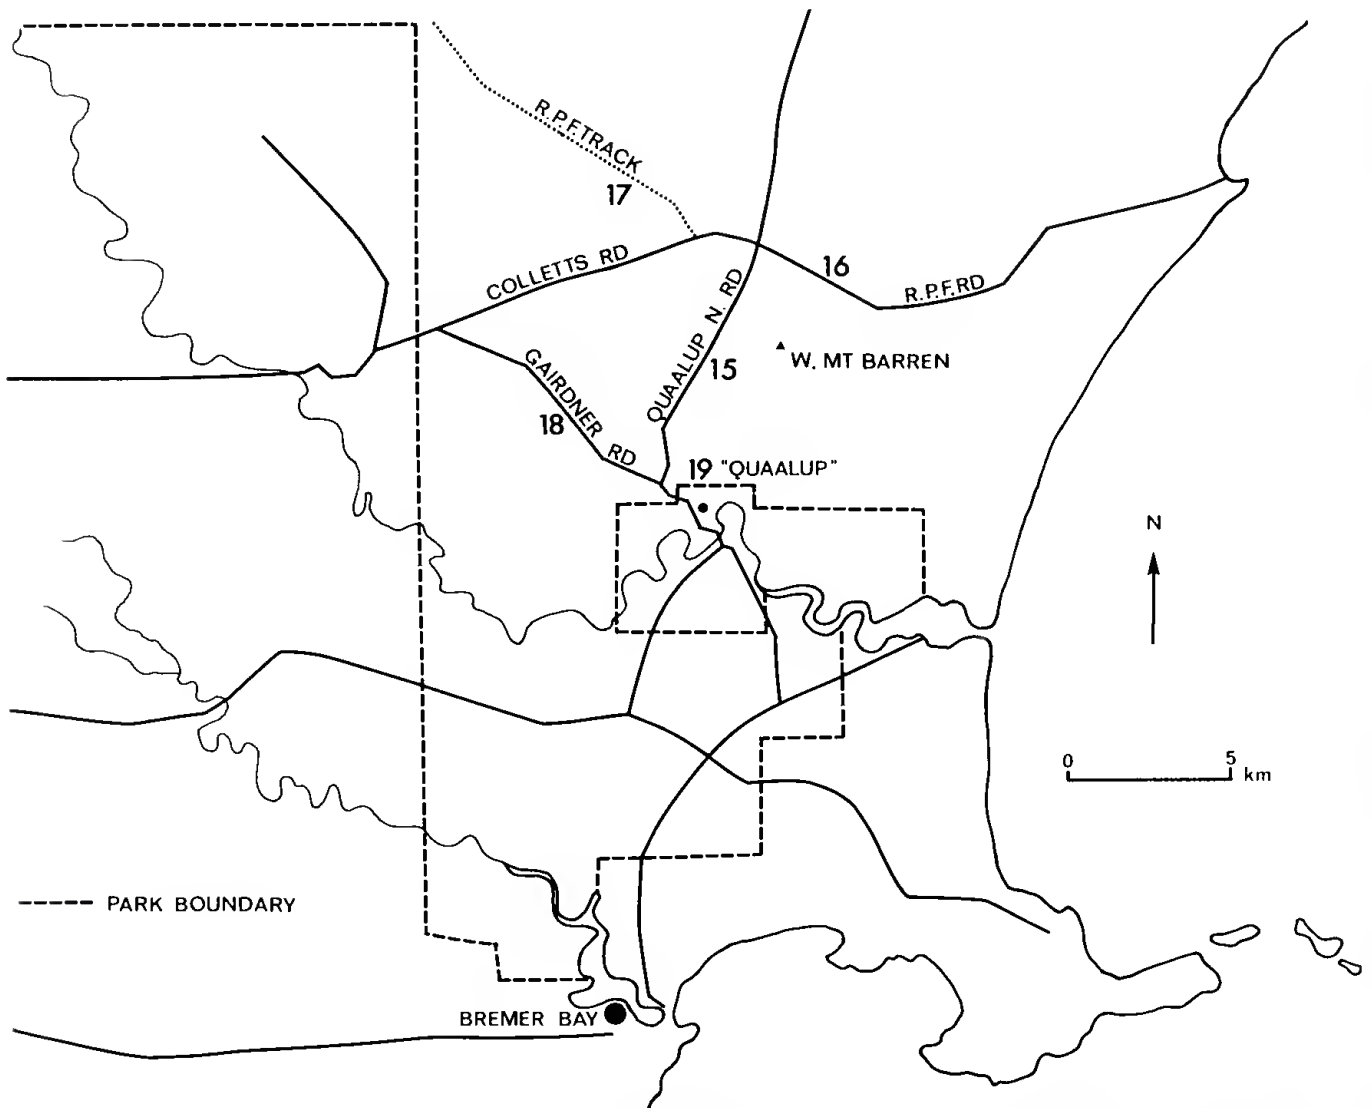 R.P.F.TRACK
17
COLLETTS RD
16
R.P.F.RD
QUAALUP N. RD
15
W. MT BARREN
GAIRDNER RD
18
19 "QUAALUP"
N
0 5 km
PARK BOUNDARY
BREMER BAY